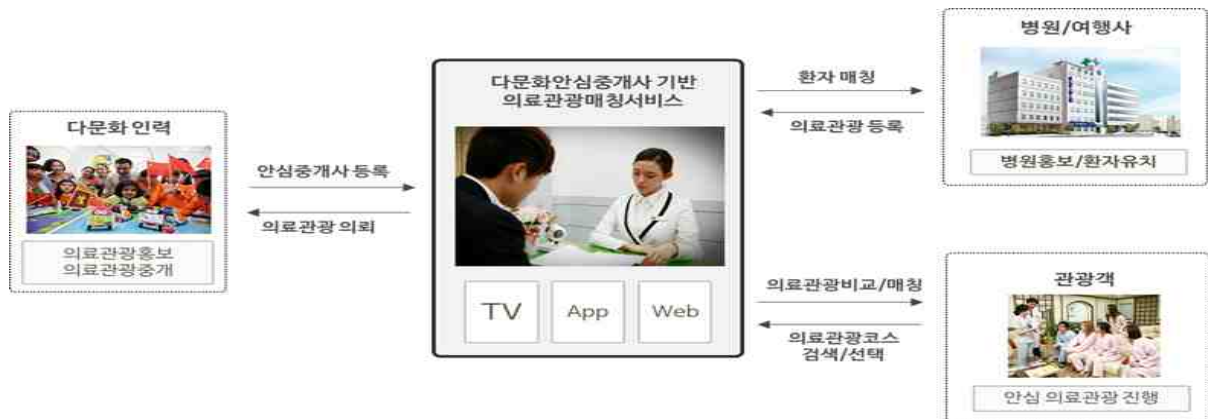 다문화 인력
의료관광홍보
의료관광중개
안심중개사 등록
의료관광 의뢰
다문화안심중개사 기반
의료관광매칭서비스
TV
App
Web
환자 매칭
의료관광 등록
병원/여행사
병원홍보/환자유치
의료관광비교/매칭
의료관광코스
검색/선택
관광객
안심 의료관광 진행